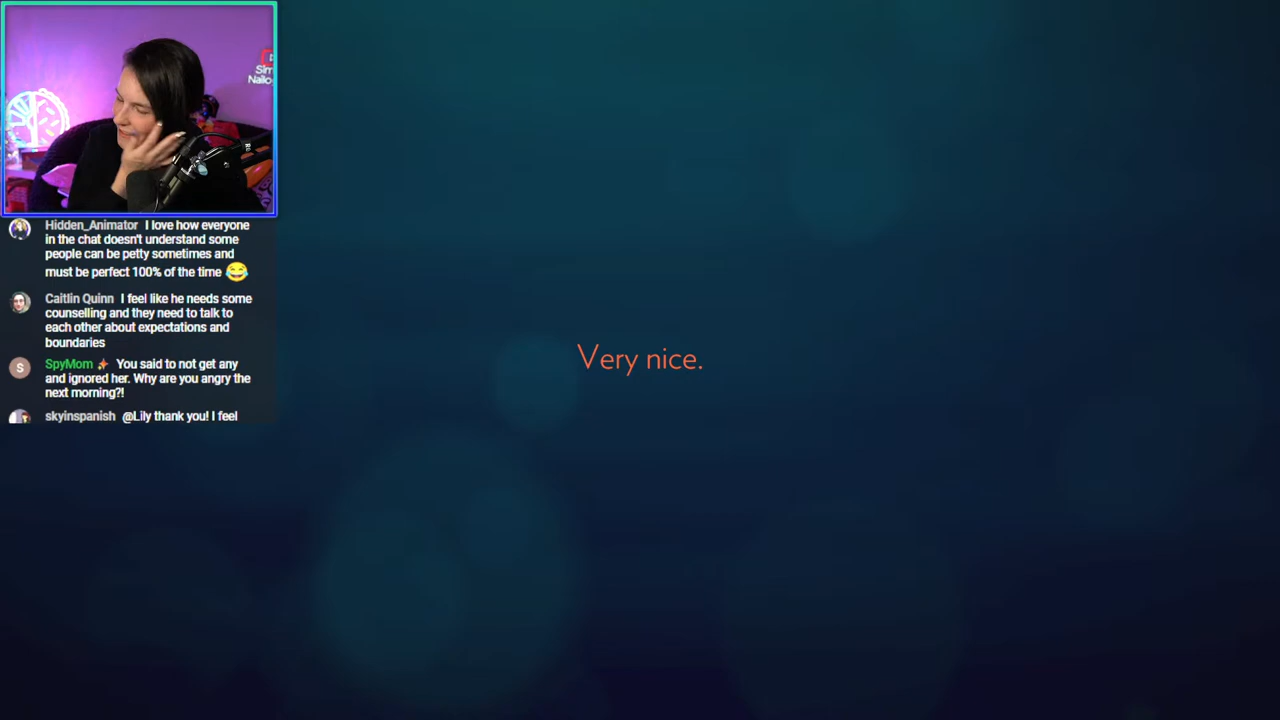 Hidden_Animator I love how everyone
in the chat doesn't understand some
people can be petty sometimes and
must be perfect 100% of the time 😂
Caitlin Quinn I feel like he needs some
counselling and they need to talk to
each other about expectations and
boundaries
S
SpyMom You said to not get any
and ignored her. Why are you angry the
next morning?!
skyinspanish @Lily thank you! I feel
Very nice.